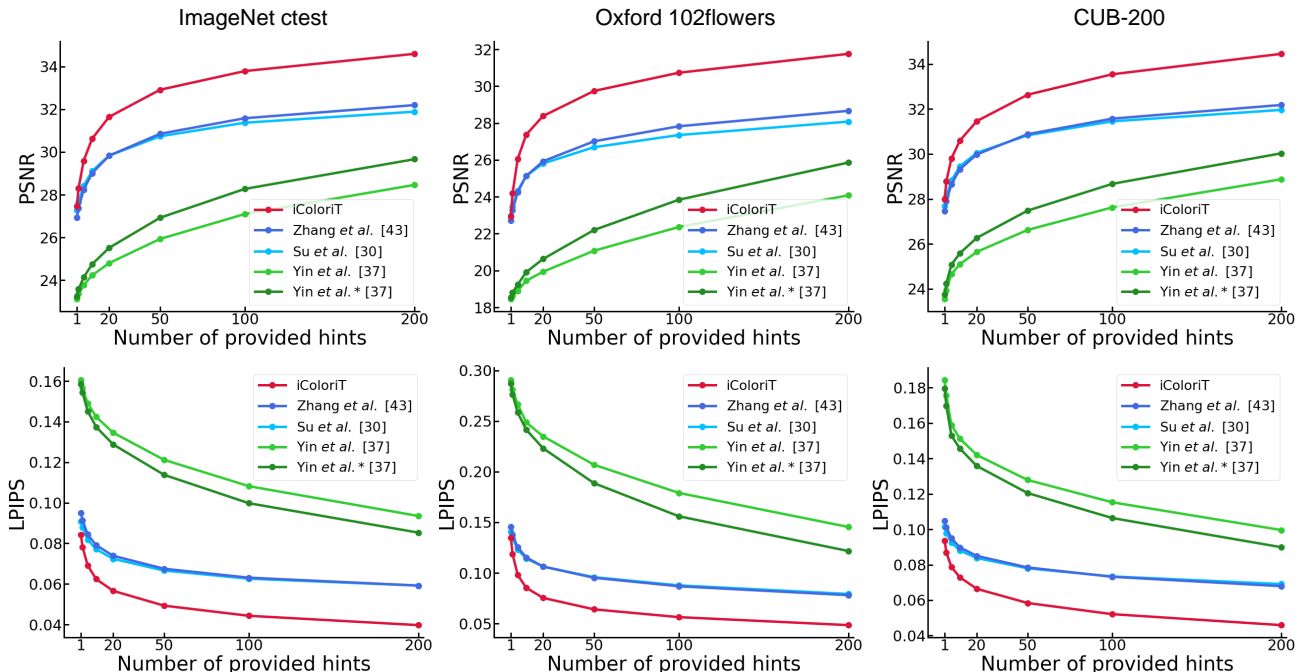 ImageNet ctest
Oxford 102flowers
CUB-200
PSNR
34
32
30
28
26
24
iColoriT
Zhang et al. [43]
Su et al. [30]
Yin et al. [37]
Yin et al.* [37]
1 20 50 100 200
Number of provided hints
PSNR
32
30
28
26
24
22
20
18
iColoriT
Zhang et al. [43]
Su et al. [30]
Yin et al. [37]
Yin et al.* [37]
1 20 50 100 200
Number of provided hints
PSNR
34
32
30
28
26
24
iColoriT
Zhang et al. [43]
Su et al. [30]
Yin et al. [37]
Yin et al.* [37]
1 20 50 100 200
Number of provided hints
LPIPS
0.16
0.14
0.12
0.10
0.08
0.06
0.04
iColoriT
Zhang et al. [43]
Su et al. [30]
Yin et al. [37]
Yin et al.* [37]
1 20 50 100 200
Number of provided hints
LPIPS
0.30
0.25
0.20
0.15
0.10
0.05
iColoriT
Zhang et al. [43]
Su et al. [30]
Yin et al. [37]
Yin et al.* [37]
1 20 50 100 200
Number of provided hints
LPIPS
0.18
0.16
0.14
0.12
0.10
0.08
0.06
0.04
iColoriT
Zhang et al. [43]
Su et al. [30]
Yin et al. [37]
Yin et al.* [37]
1 20 50 100 200
Number of provided hints